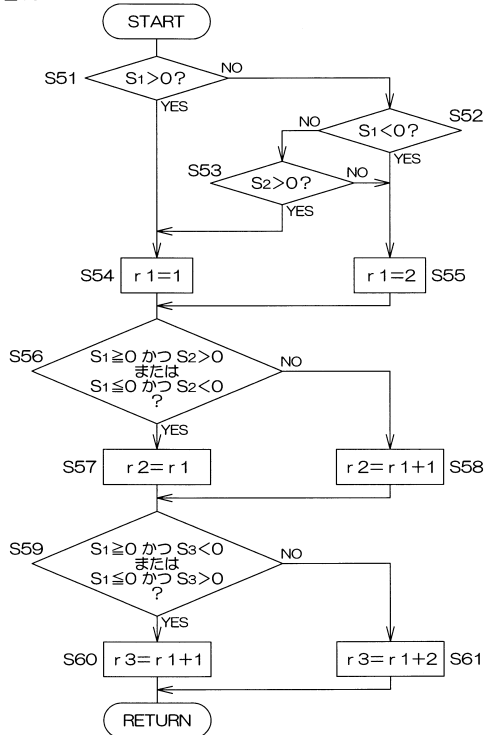 START
S51
S1>0?
NO
YES
S52
S1<0?
NO
YES
S53
S2>0?
NO
YES
S54
r1=1
r1=2
S55
S56
S1≧0 かつ S2>0
または
S1≦0 かつ S2<0
?
NO
YES
S57
r2=r1
r2=r1+1
S58
S59
S1≧0 かつ S3<0
または
S1≦0 かつ S3>0
?
NO
YES
S60
r3=r1+1
r3=r1+2
S61
RETURN